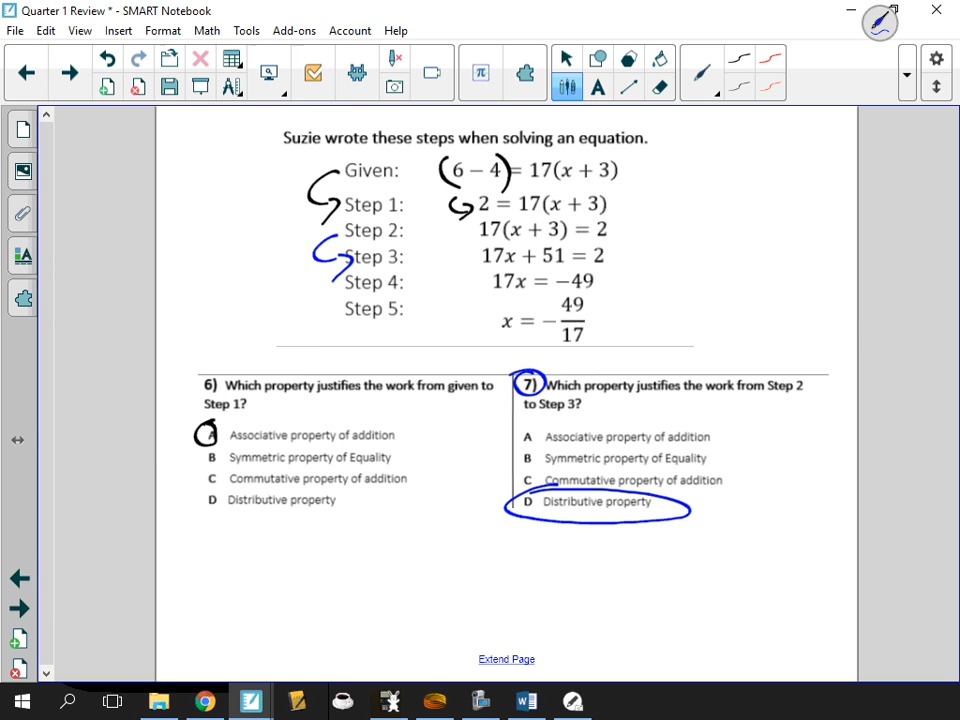 Quarter 1 Review * - SMART Notebook
File Edit View Insert Format Math Tools Add-ons Account Help
π
A
Suzie wrote these steps when solving an equation.
Given: (6 − 4) = 17(x + 3)
Step 1: 2 = 17(x + 3)
Step 2: 17(x + 3) = 2
Step 3: 17x + 51 = 2
Step 4: 17x = −49
Step 5: x = − 49/17
6) Which property justifies the work from given to
Step 1?
A Associative property of addition
B Symmetric property of Equality
C Commutative property of addition
D Distributive property
7) Which property justifies the work from Step 2
to Step 3?
A Associative property of addition
B Symmetric property of Equality
C Commutative property of addition
D Distributive property
Extend Page